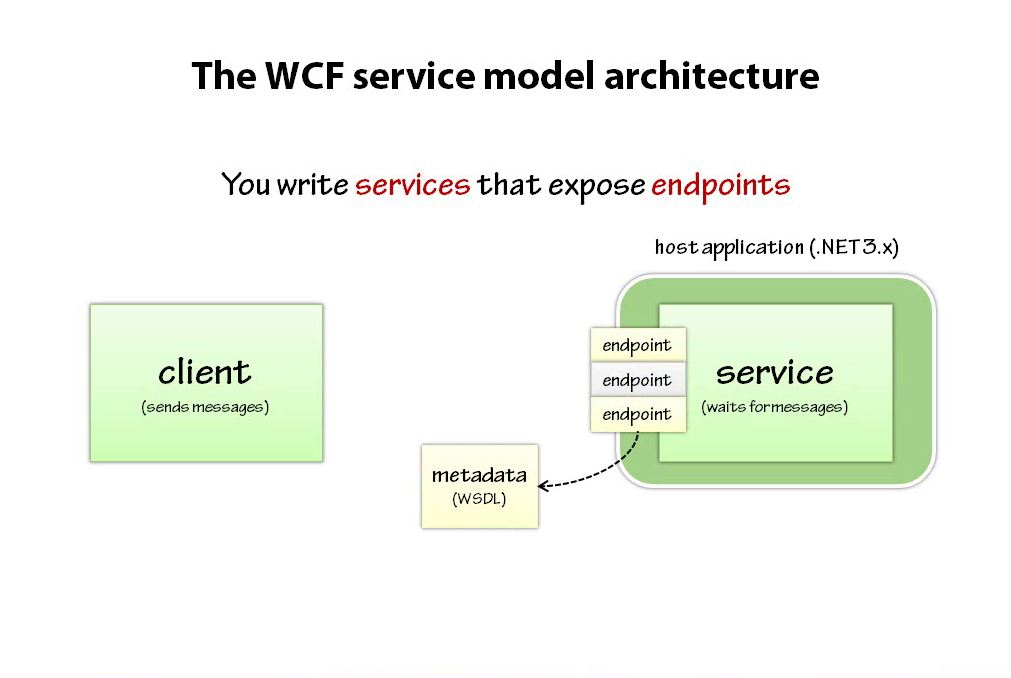 The WCF service model architecture
You write services that expose endpoints
host application (.NET 3.x)
client
(sends messages)
endpoint
endpoint
endpoint
service
(waits for messages)
metadata
(WSDL)